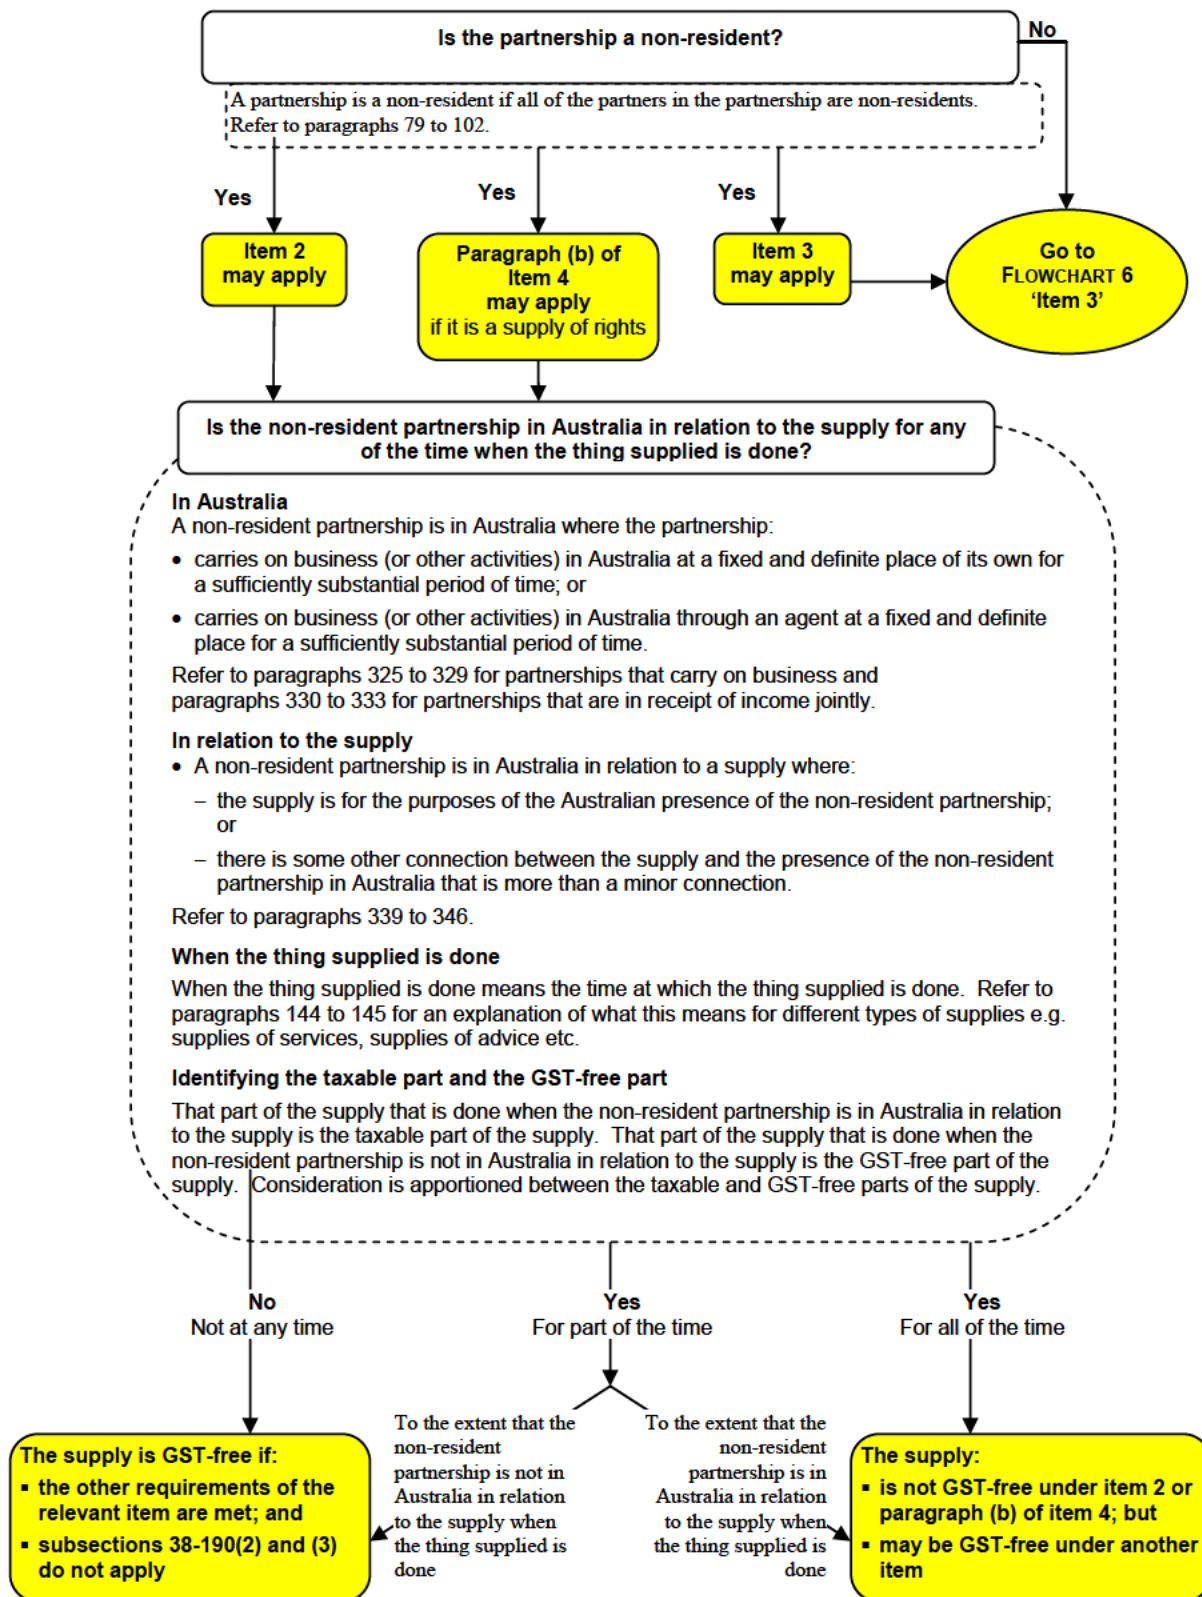 Is the partnership a non-resident?
No
A partnership is a non-resident if all of the partners in the partnership are non-residents.
Refer to paragraphs 79 to 102.
Yes
Yes
Yes
Item 2
may apply
Paragraph (b) of
Item 4
may apply
if it is a supply of rights
Item 3
may apply
Go to
FLOWCHART 6
‘Item 3’
Is the non-resident partnership in Australia in relation to the supply for any
of the time when the thing supplied is done?
In Australia
A non-resident partnership is in Australia where the partnership:
• carries on business (or other activities) in Australia at a fixed and definite place of its own for
a sufficiently substantial period of time; or
• carries on business (or other activities) in Australia through an agent at a fixed and definite
place for a sufficiently substantial period of time.
Refer to paragraphs 325 to 329 for partnerships that carry on business and
paragraphs 330 to 333 for partnerships that are in receipt of income jointly.
In relation to the supply
• A non-resident partnership is in Australia in relation to a supply where:
– the supply is for the purposes of the Australian presence of the non-resident partnership;
or
– there is some other connection between the supply and the presence of the non-resident
partnership in Australia that is more than a minor connection.
Refer to paragraphs 339 to 346.
When the thing supplied is done
When the thing supplied is done means the time at which the thing supplied is done. Refer to
paragraphs 144 to 145 for an explanation of what this means for different types of supplies e.g.
supplies of services, supplies of advice etc.
Identifying the taxable part and the GST-free part
That part of the supply that is done when the non-resident partnership is in Australia in relation
to the supply is the taxable part of the supply. That part of the supply that is done when the
non-resident partnership is not in Australia in relation to the supply is the GST-free part of the
supply. Consideration is apportioned between the taxable and GST-free parts of the supply.
No
Not at any time
Yes
For part of the time
Yes
For all of the time
The supply is GST-free if:
▪ the other requirements of the
relevant item are met; and
▪ subsections 38-190(2) and (3)
do not apply
To the extent that the
non-resident
partnership is not in
Australia in relation
to the supply when
the thing supplied is
done
To the extent that the
non-resident
partnership is in
Australia in relation
to the supply when
the thing supplied is
done
The supply:
▪ is not GST-free under item 2 or
paragraph (b) of item 4; but
▪ may be GST-free under another
item